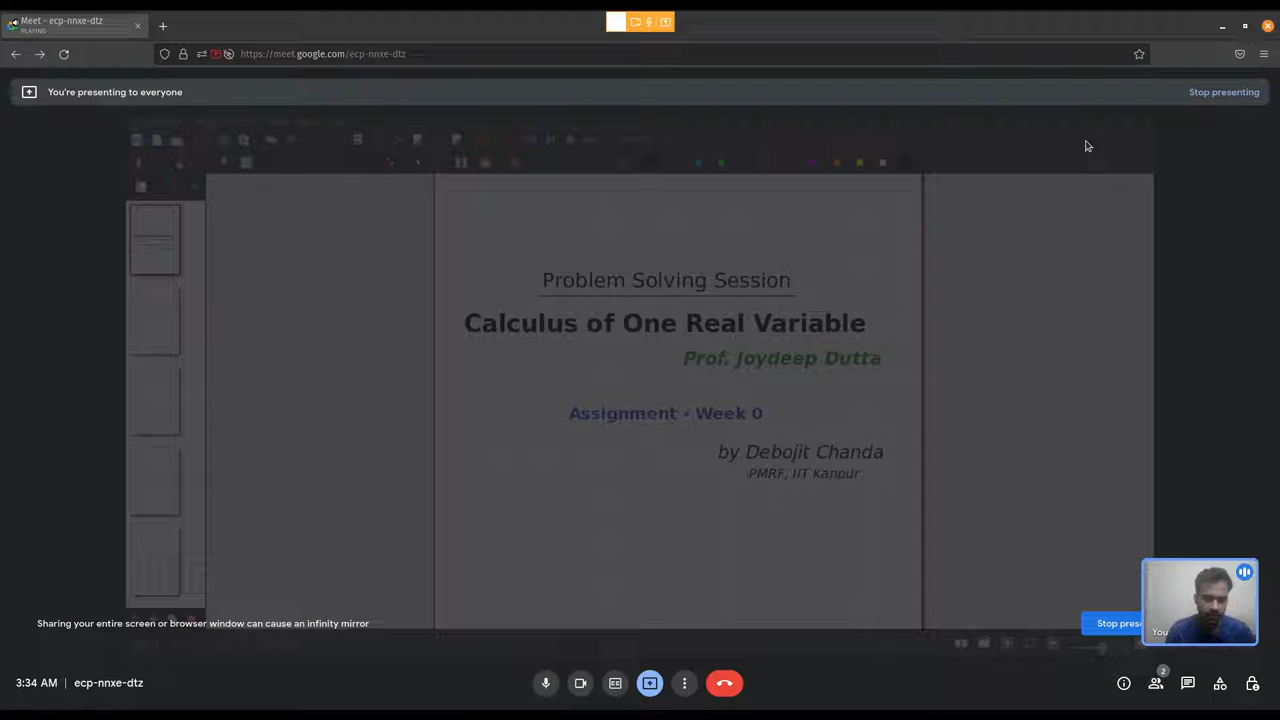 Meet - ecp-nnxe-dtz
PLAYING
https://meet.google.com/ecp-nnxe-dtz
You're presenting to everyone
Stop presenting
Problem Solving Session
Calculus of One Real Variable
Prof. Joydeep Dutta
Assignment - Week 0
by Debojit Chanda
PMRF, IIT Kanpur
Sharing your entire screen or browser window can cause an infinity mirror
Stop prese
You
3:34 AM | ecp-nnxe-dtz
2